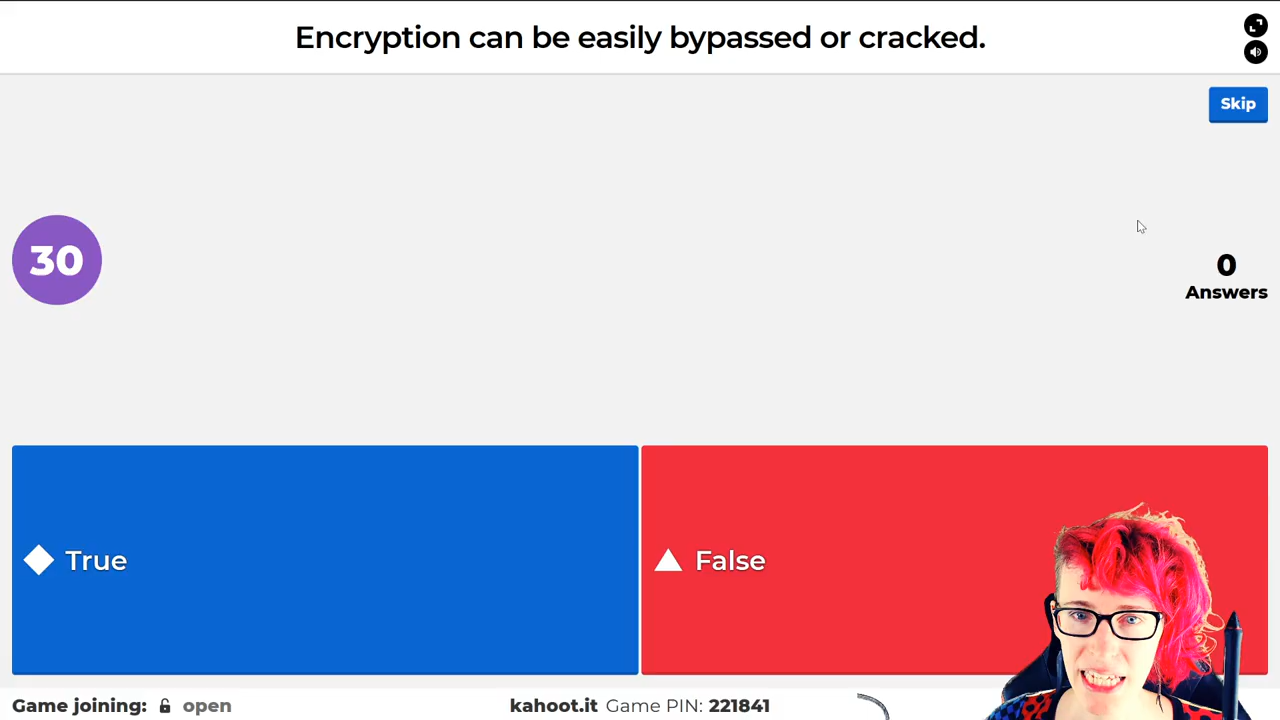 Encryption can be easily bypassed or cracked.
Skip
30
0
Answers
True
False
Game joining: open
kahoot.it Game PIN: 221841